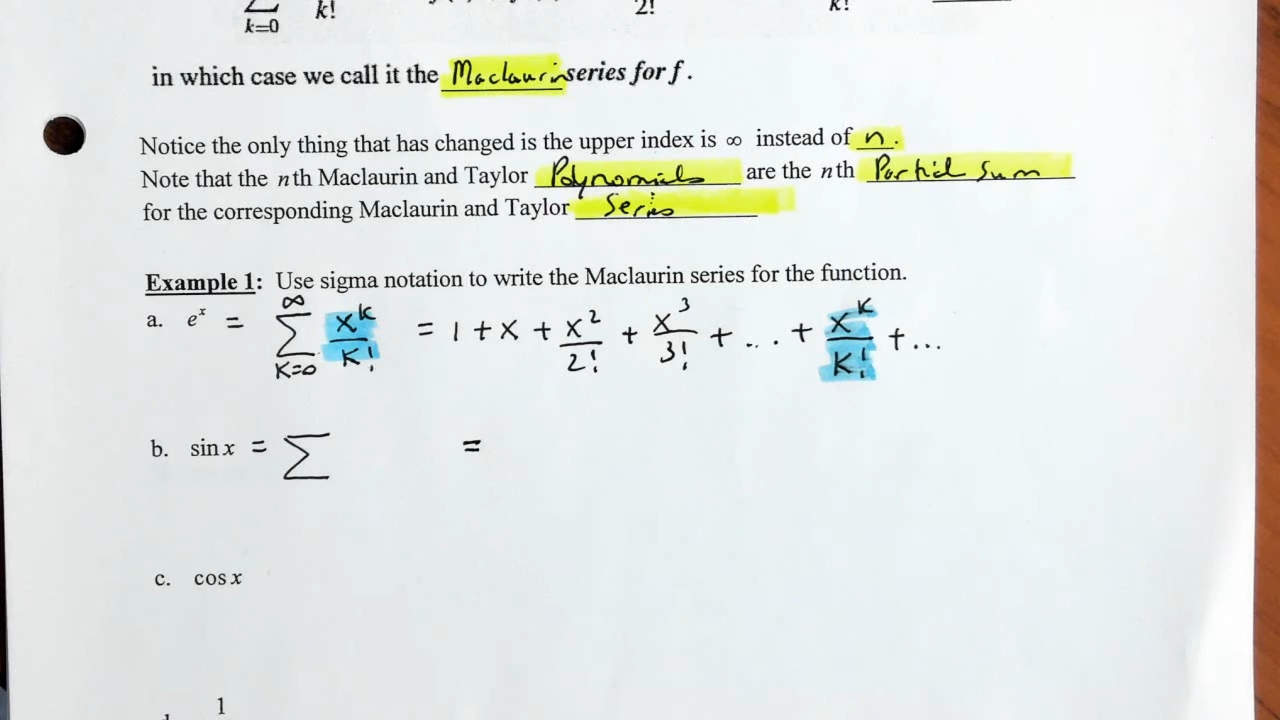 k=0 k! 2! k!
in which case we call it the Maclaurin series for f.
Notice the only thing that has changed is the upper index is ∞ instead of n.
Note that the nth Maclaurin and Taylor Polynomials are the nth Partial Sum
for the corresponding Maclaurin and Taylor Series
Example 1: Use sigma notation to write the Maclaurin series for the function.
a. e^x = ∑_{K=0}^{∞} x^K/K! = 1 + x + x^2/2! + x^3/3! + ... + x^K/K! + ...
b. sin x = ∑ =
c. cos x
1